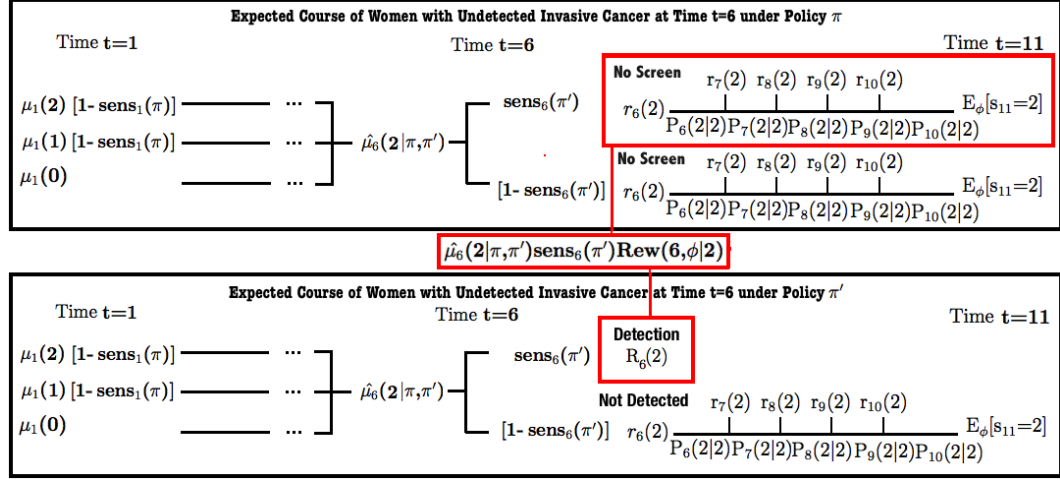 Expected Course of Women with Undetected Invasive Cancer at Time t=6 under Policy π
Time t=1 Time t=6 Time t=11
No Screen r₇(2) r₈(2) r₉(2) r₁₀(2)
μ₁(2) [1- sens₁(π)] ... sens₆(π′) r₆(2) E_ϕ[s₁₁=2]
P₆(2|2) P₇(2|2) P₈(2|2) P₉(2|2) P₁₀(2|2)
μ₁(1) [1- sens₁(π)] ... μ̂₆(2|π,π′)
No Screen r₇(2) r₈(2) r₉(2) r₁₀(2)
μ₁(0) ... [1- sens₆(π′)] r₆(2) E_ϕ[s₁₁=2]
P₆(2|2) P₇(2|2) P₈(2|2) P₉(2|2) P₁₀(2|2)
μ̂₆(2|π,π′)sens₆(π′)Rew(6,ϕ|2)
Expected Course of Women with Undetected Invasive Cancer at Time t=6 under Policy π′
Time t=1 Time t=6 Time t=11
Detection
μ₁(2) [1- sens₁(π)] ... sens₆(π′) R₆(2)
μ₁(1) [1- sens₁(π)] ... μ̂₆(2|π,π′)
Not Detected r₇(2) r₈(2) r₉(2) r₁₀(2)
μ₁(0) ... [1- sens₆(π′)] r₆(2) E_ϕ[s₁₁=2]
P₆(2|2) P₇(2|2) P₈(2|2) P₉(2|2) P₁₀(2|2)